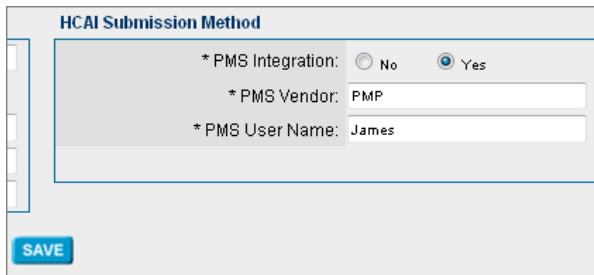 HCAI Submission Method
* PMS Integration: No Yes
* PMS Vendor: PMP
* PMS User Name: James
SAVE